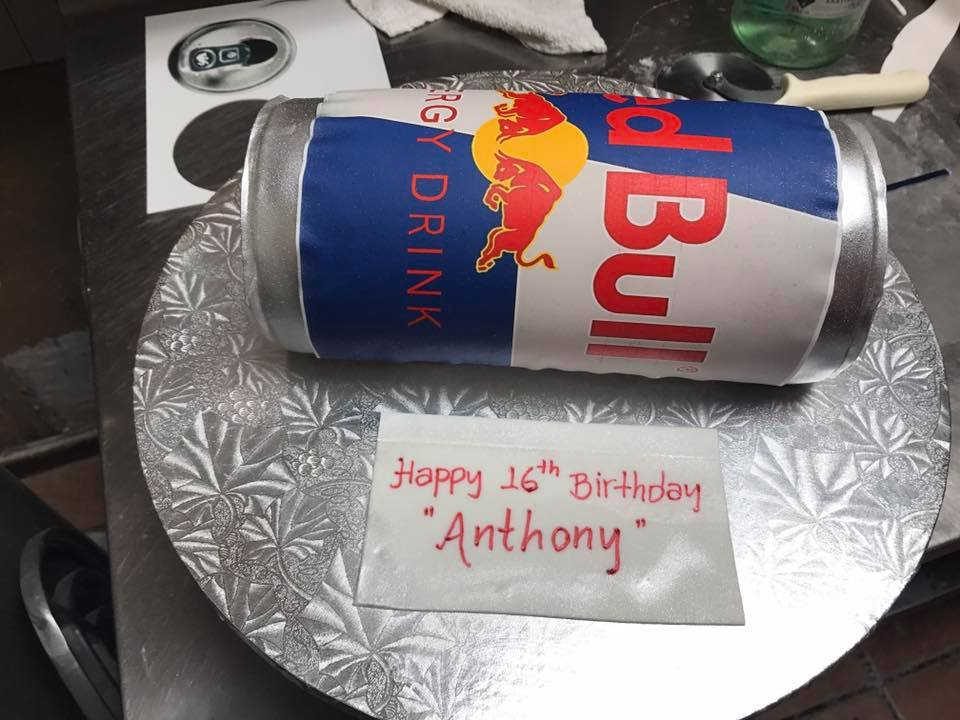 ed Bull®
RGY DRINK
Happy 16th Birthday
"Anthony"